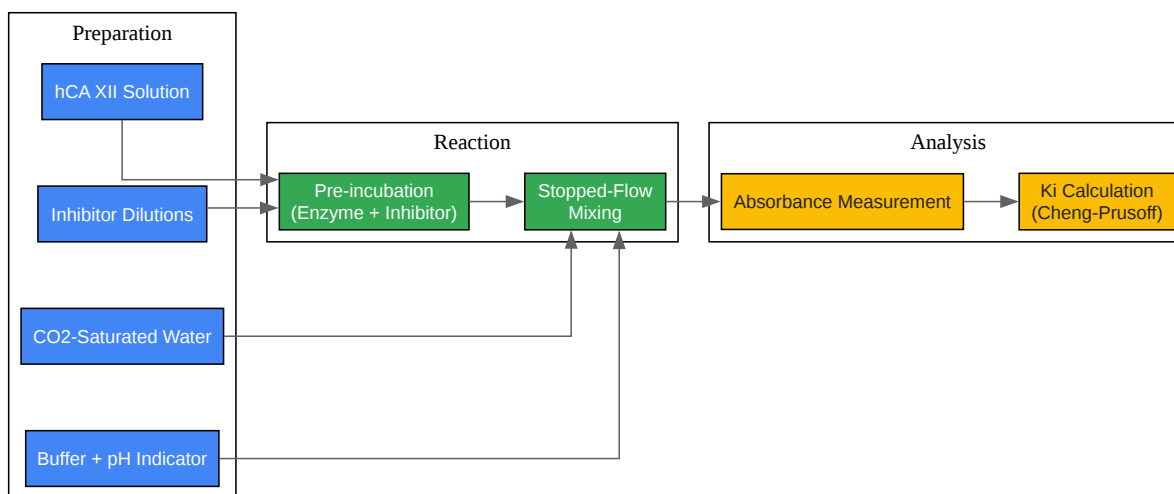 Preparation
hCA XII Solution
Inhibitor Dilutions
CO2-Saturated Water
Buffer + pH Indicator
Reaction
Pre-incubation
(Enzyme + Inhibitor)
Stopped-Flow
Mixing
Analysis
Absorbance Measurement
Ki Calculation
(Cheng-Prusoff)